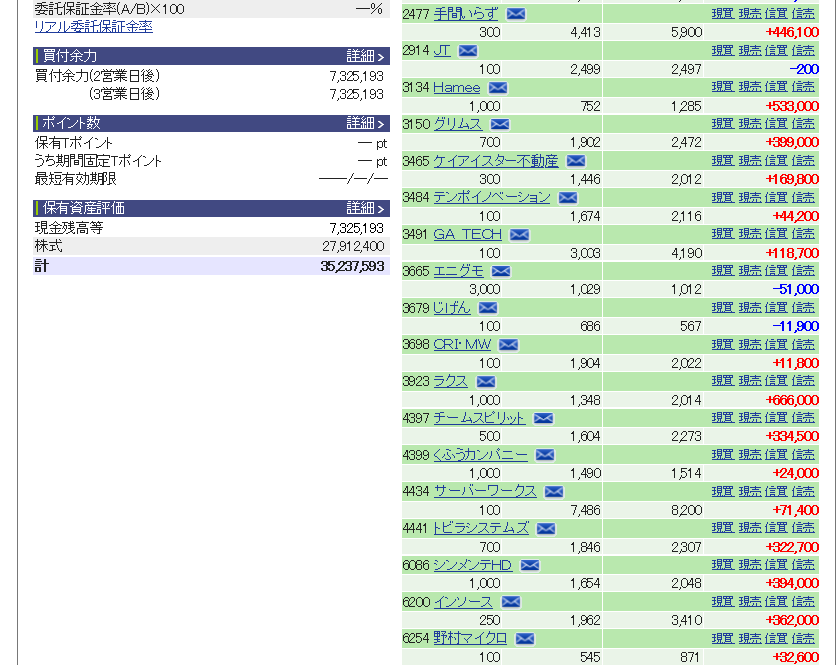 委託保証金率(A/B)×100 ―%
リアル委託保証金率
買付余力 詳細>
買付余力(2営業日後) 7,325,193
(3営業日後) 7,325,193
ポイント数 詳細>
保有Tポイント ― pt
うち期間固定Tポイント ― pt
最短有効期限 ――/―/―
保有資産評価 詳細>
現金残高等 7,325,193
株式 27,912,400
計 35,237,593
2477 手間いらず 現買 現売 信買 信売
300 4,413 5,900 +446,100
2914 JT 現買 現売 信買 信売
100 2,499 2,497 -200
3134 Hamee 現買 現売 信買 信売
1,000 752 1,285 +533,000
3150 グリムス 現買 現売 信買 信売
700 1,902 2,472 +399,000
3465 ケイアイスター不動産 現買 現売 信買 信売
300 1,446 2,012 +169,800
3484 テンポイノベーション 現買 現売 信買 信売
100 1,674 2,116 +44,200
3491 GA TECH 現買 現売 信買 信売
100 3,003 4,190 +118,700
3665 エニグモ 現買 現売 信買 信売
3,000 1,029 1,012 -51,000
3679 じげん 現買 現売 信買 信売
100 686 567 -11,900
3698 CRI・MW 現買 現売 信買 信売
100 1,904 2,022 +11,800
3923 ラクス 現買 現売 信買 信売
1,000 1,348 2,014 +666,000
4397 チームスピリット 現買 現売 信買 信売
500 1,604 2,273 +334,500
4399 くふうカンパニー 現買 現売 信買 信売
1,000 1,490 1,514 +24,000
4434 サーバーワークス 現買 現売 信買 信売
100 7,486 8,200 +71,400
4441 トビラシステムズ 現買 現売 信買 信売
700 1,846 2,307 +322,700
6086 シンメンテHD 現買 現売 信買 信売
1,000 1,654 2,048 +394,000
6200 インソース 現買 現売 信買 信売
250 1,962 3,410 +362,000
6254 野村マイクロ 現買 現売 信買 信売
100 545 871 +32,600